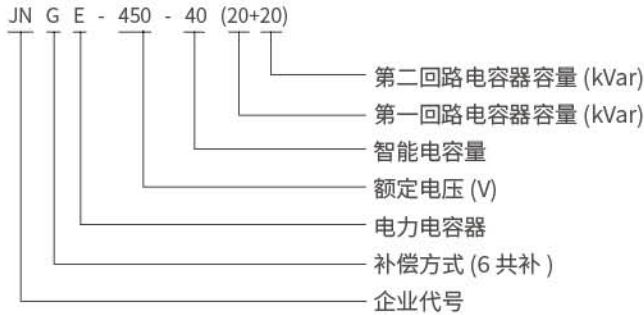 JN G E - 450 - 40 (20+20)
第二回路电容器容量 (kVar)
第一回路电容器容量 (kVar)
智能电容量
额定电压 (V)
电力电容器
补偿方式 (6 共补 )
企业代号